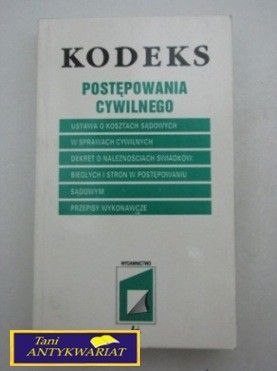 KODEKS
POSTĘPOWANIA
CYWILNEGO
USTAWA O KOSZTACH SĄDOWYCH
W SPRAWACH CYWILNYCH
DEKRET O NALEŻNOŚCIACH ŚWIADKÓW,
BIEGŁYCH I STRON W POSTĘPOWANIU
SĄDOWYM
PRZEPISY WYKONAWCZE
WYDAWNICTWO
Tani
ANTYKWARIAT